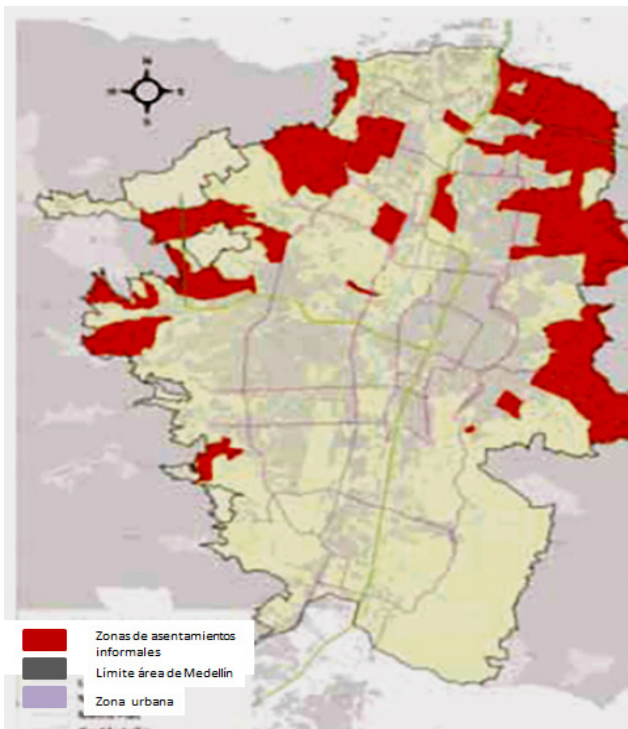 N
E
S
Zonas de asentamientos
informales
Límite área de Medellín
Zona urbana